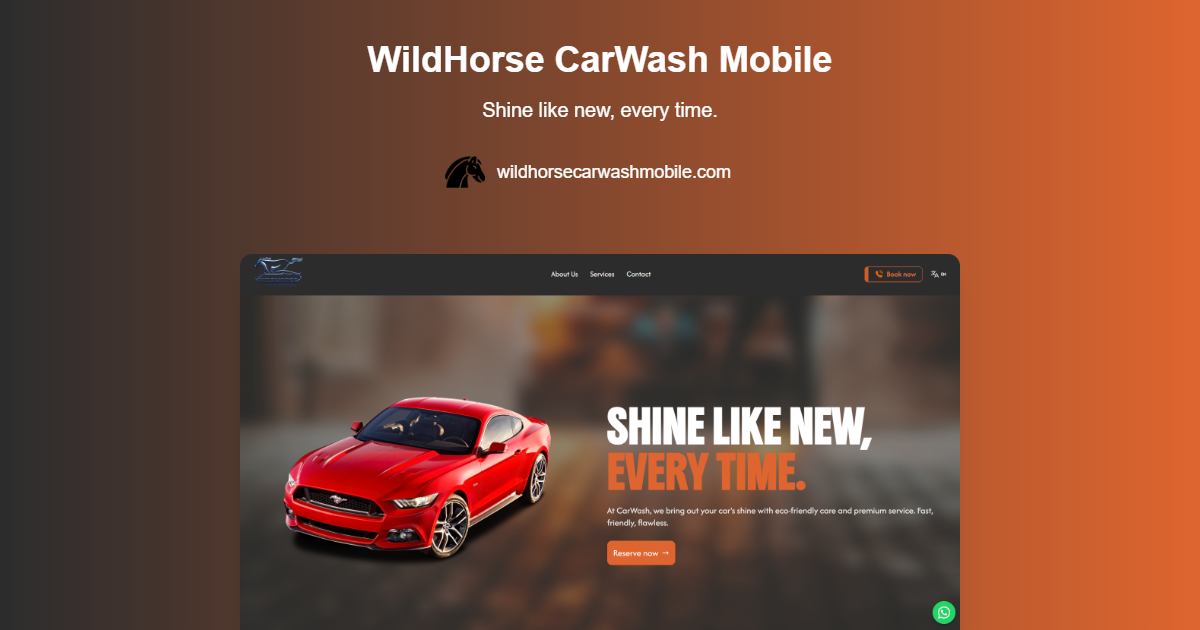 WildHorse CarWash Mobile
Shine like new, every time.
wildhorsecarwashmobile.com
About Us Services Contact Book now EN
SHINE LIKE NEW,
EVERY TIME.
At CarWash, we bring out your car's shine with eco-friendly care and premium service. Fast,
friendly, flawless.
Reserve now →